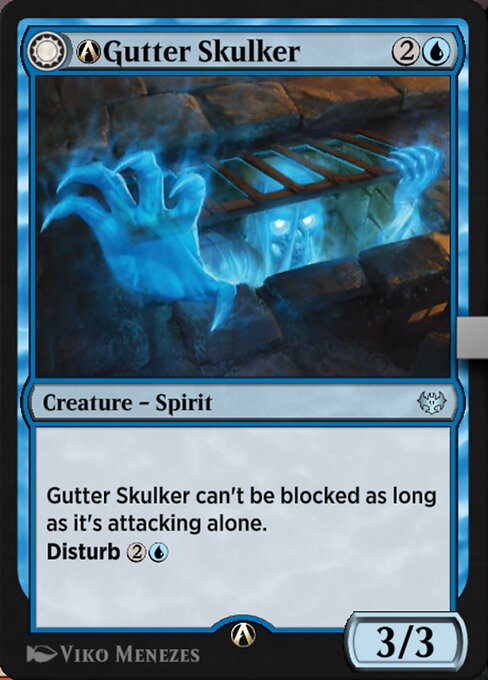 Gutter Skulker 2
Creature – Spirit
Gutter Skulker can't be blocked as long
as it's attacking alone.
Disturb 2
3/3
Viko Menezes